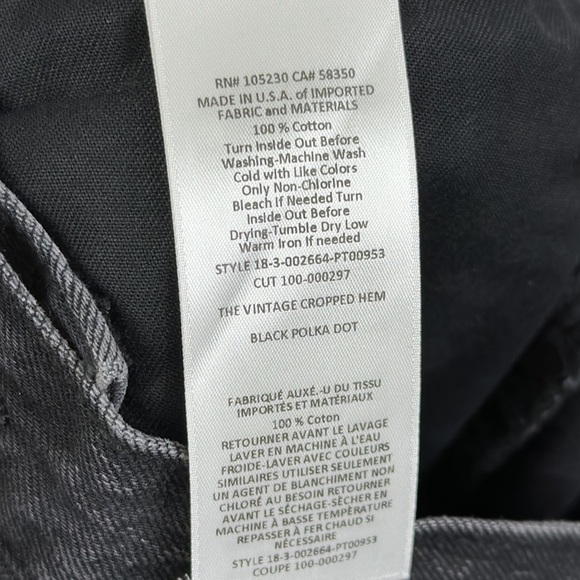 RN# 105230 CA# 58350
MADE IN U.S.A. of IMPORTED
FABRIC and MATERIALS
100 % Cotton
Turn Inside Out Before
Washing-Machine Wash
Cold with Like Colors
Only Non-Chlorine
Bleach If Needed Turn
Inside Out Before
Drying-Tumble Dry Low
Warm Iron If needed
STYLE 18-3-002664-PT00953
CUT 100-000297
THE VINTAGE CROPPED HEM
BLACK POLKA DOT
FABRIQUÉ AUXÉ.-U DU TISSU
IMPORTÉS ET MATÉRIAUX
100 % Coton
RETOURNER AVANT LE LAVAGE
LAVER EN MACHINE À L'EAU
FROIDE-LAVER AVEC COULEURS
SIMILAIRES UTILISER SEULEMENT
UN AGENT DE BLANCHIMENT NON
CHLORÉ AU BESOIN RETOURNER
AVANT LE SÉCHAGE-SÉCHER EN
MACHINE À BASSE TEMPÉRATURE
REPASSER À FER CHAUD SI
NÉCESSAIRE
STYLE 18-3-002664-PT00953
COUPE 100-000297